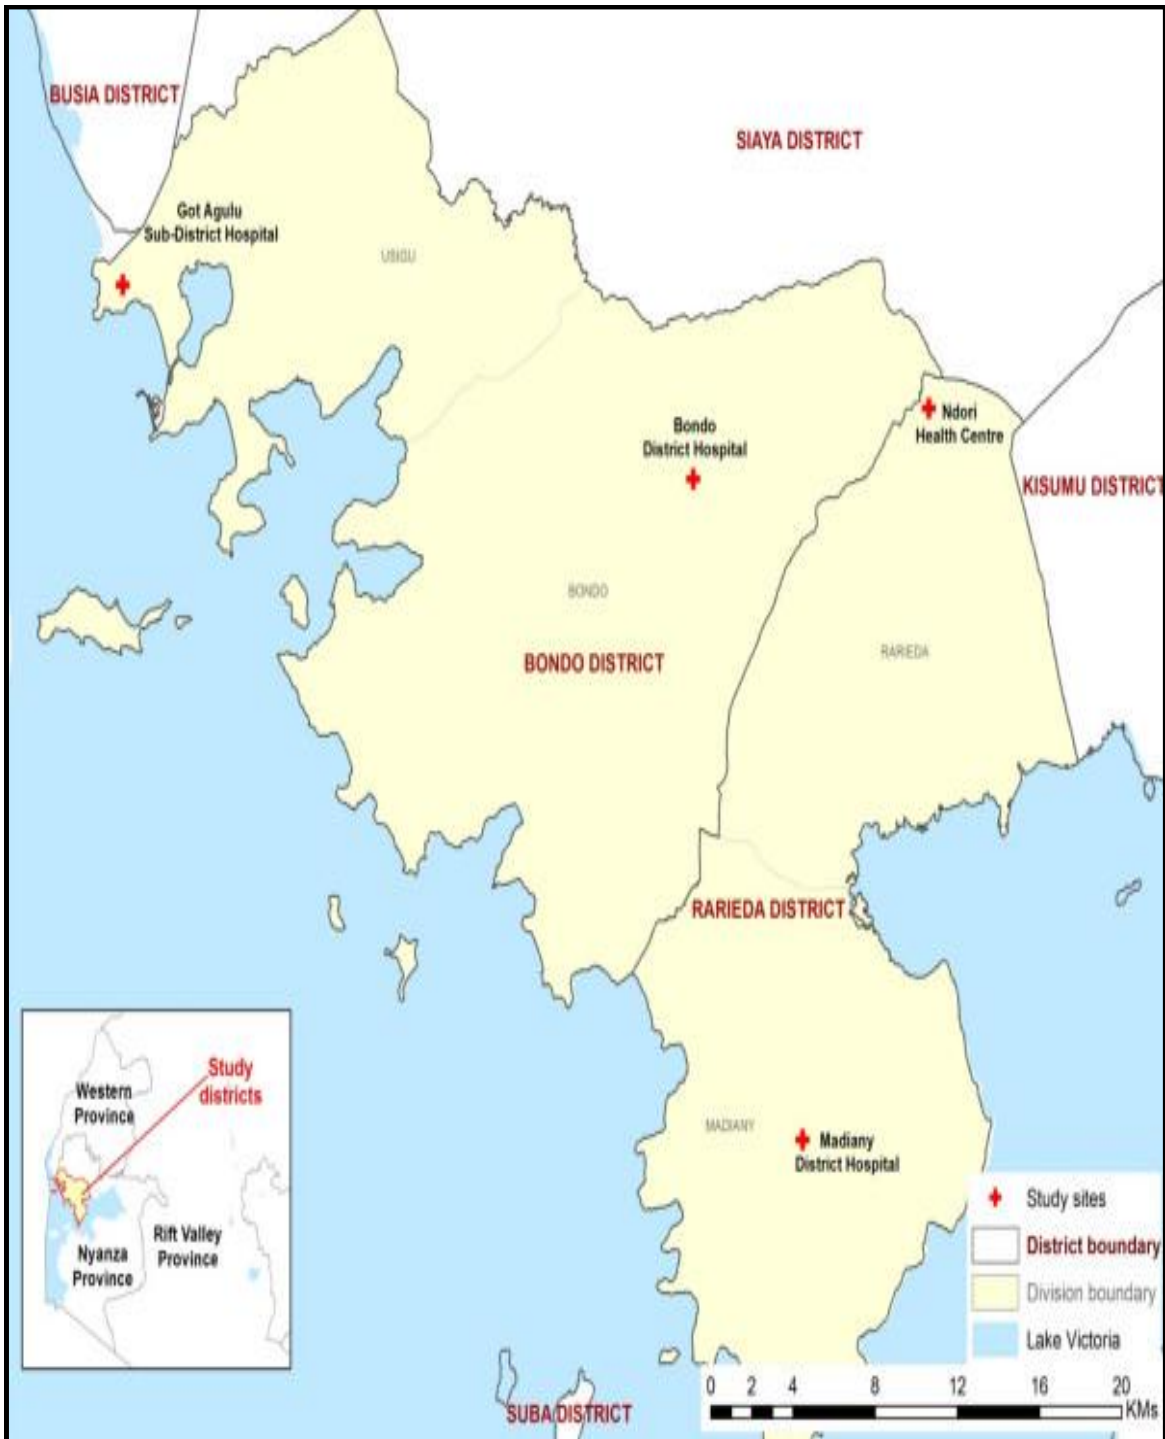 BUSIA DISTRICT
SIAYA DISTRICT
Got Agulu
Sub-District Hospital
USIGU
Bondo
District Hospital
Ndori
Health Centre
KISUMU DISTRICT
BONDO
RARIEDA
BONDO DISTRICT
RARIEDA DISTRICT
MADIANY
Madiany
District Hospital
Study
districts
Western
Province
Rift Valley
Province
Nyanza
Province
Study sites
District boundary
Division boundary
Lake Victoria
0 2 4 8 12 16 20
KMs
SUBA DISTRICT